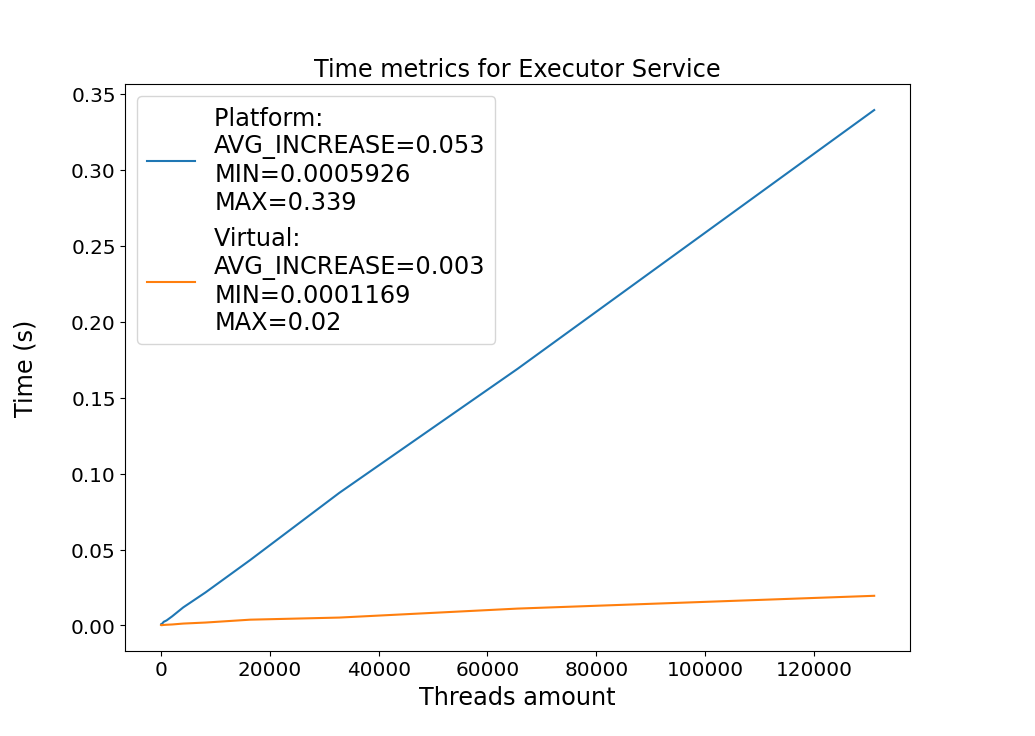 Time metrics for Executor Service
Platform:
AVG_INCREASE=0.053
MIN=0.0005926
MAX=0.339
Virtual:
AVG_INCREASE=0.003
MIN=0.0001169
MAX=0.02
Time (s)
0.35
0.30
0.25
0.20
0.15
0.10
0.05
0.00
0 20000 40000 60000 80000 100000 120000
Threads amount